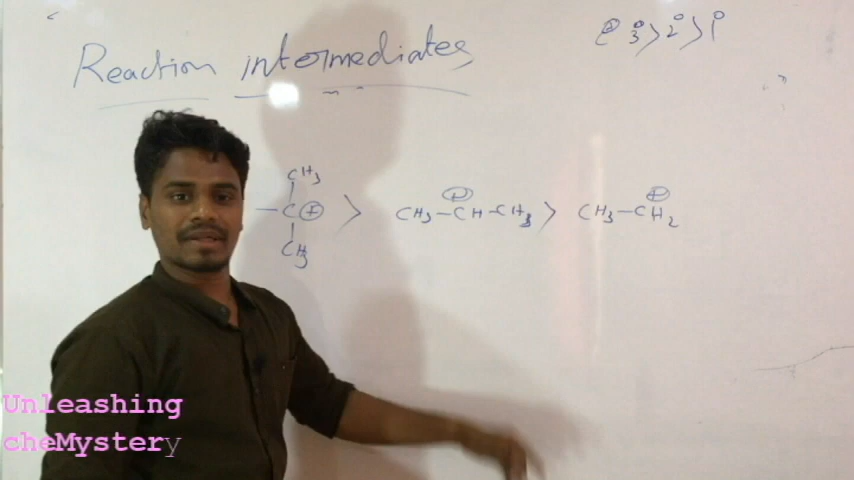 Reaction intermediates
⊕ 3° > 2° > 1°
CH3
— C ⊕ > CH3 — CH — CH3 > CH3 — CH2
⊕ ⊕
CH3
Unleashing
cheMystery